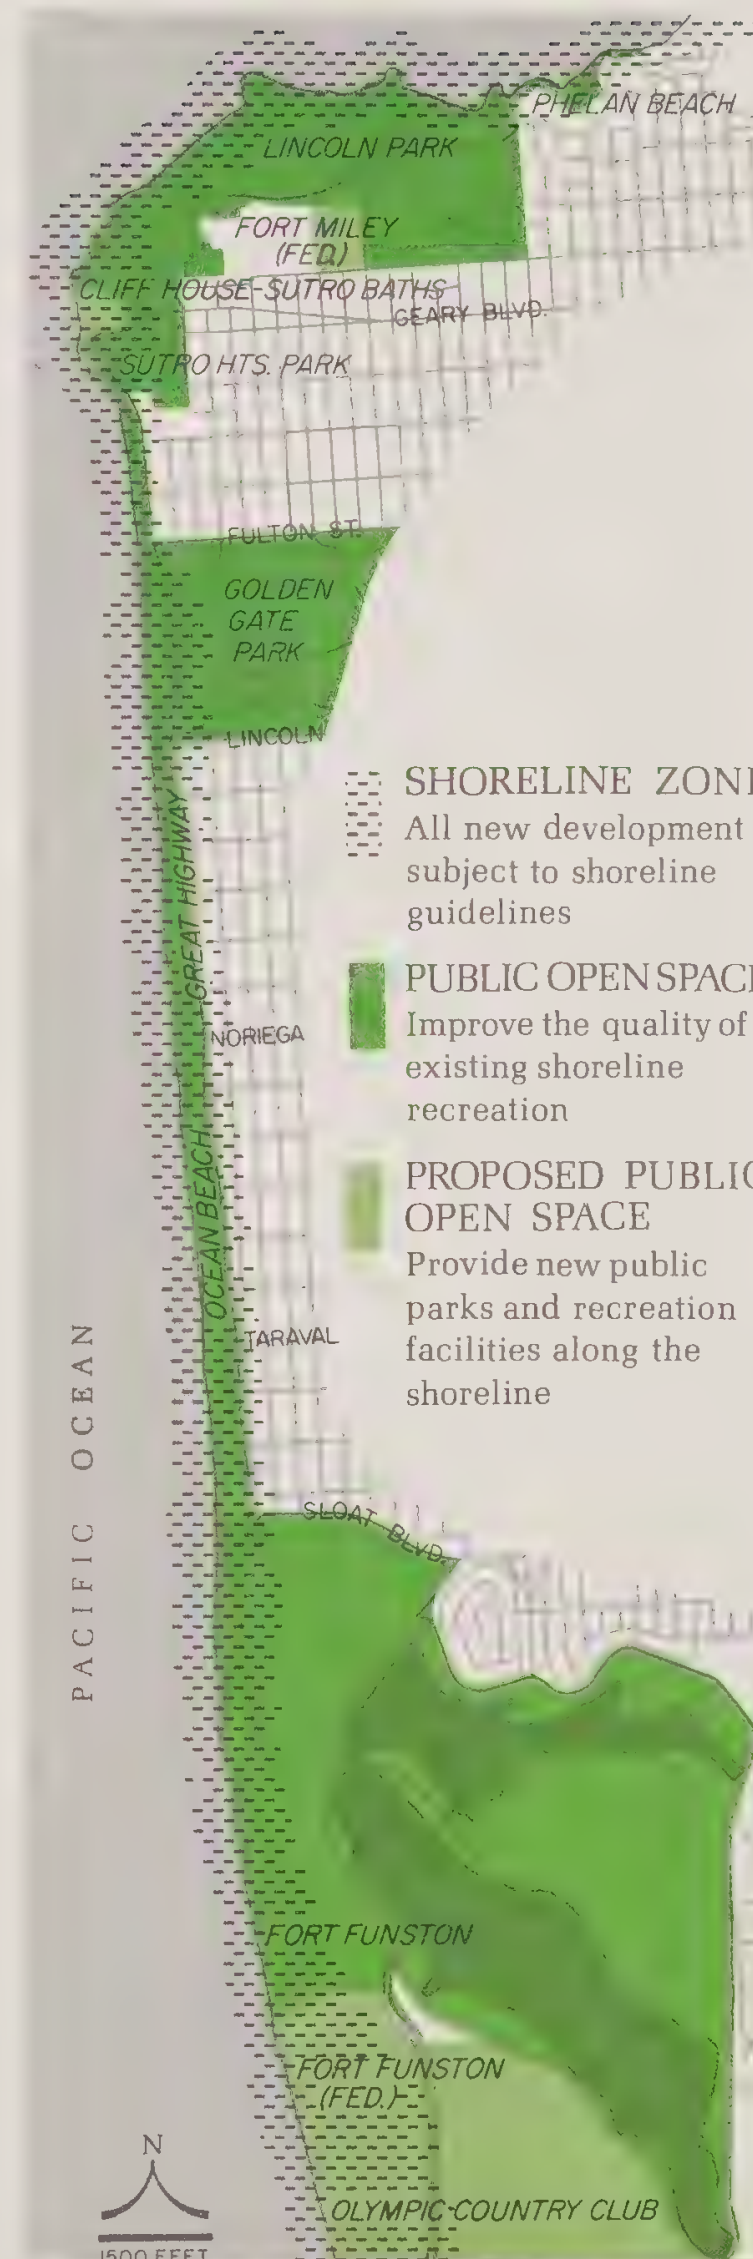 PHELAN BEACH
LINCOLN PARK
FORT MILEY
(FED.)
CLIFF HOUSE-SUTRO BATHS
GEARY BLVD.
SUTRO HTS. PARK
FULTON ST.
GOLDEN
GATE
PARK
LINCOLN
GREAT HIGHWAY
NORIEGA
OCEAN BEACH
TARAVAL
PACIFIC OCEAN
SLOAT BLVD.
FORT FUNSTON
FORT FUNSTON
(FED.)
OLYMPIC COUNTRY CLUB
N
1500 FEET
SHORELINE ZONE
All new development
subject to shoreline
guidelines
PUBLIC OPEN SPACE
Improve the quality of
existing shoreline
recreation
PROPOSED PUBLIC
OPEN SPACE
Provide new public
parks and recreation
facilities along the
shoreline